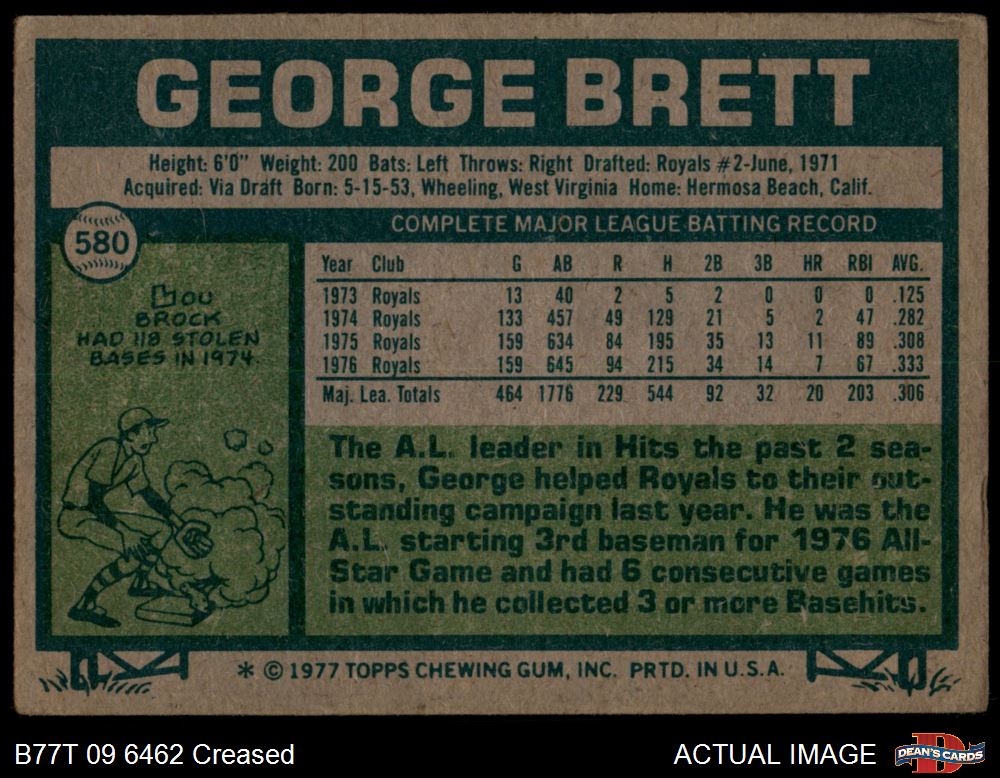 GEORGE BRETT
Height: 6'0" Weight: 200 Bats: Left Throws: Right Drafted: Royals #2-June, 1971
Acquired: Via Draft Born: 5-15-53, Wheeling, West Virginia Home: Hermosa Beach, Calif.
580
LOU
BROCK
HAD 118 STOLEN
BASES IN 1974.
COMPLETE MAJOR LEAGUE BATTING RECORD
Year Club G AB R H 2B 3B HR RBI AVG.
1973 Royals 13 40 2 5 2 0 0 0 .125
1974 Royals 133 457 49 129 21 5 2 47 .282
1975 Royals 159 634 84 195 35 13 11 89 .308
1976 Royals 159 645 94 215 34 14 7 67 .333
Maj. Lea. Totals 464 1776 229 544 92 32 20 203 .306
The A.L. leader in Hits the past 2 sea-
sons, George helped Royals to their out-
standing campaign last year. He was the
A.L. starting 3rd baseman for 1976 All-
Star Game and had 6 consecutive games
in which he collected 3 or more Basehits.
* © 1977 TOPPS CHEWING GUM, INC. PRTD. IN U.S.A.
B77T 09 6462 Creased
ACTUAL IMAGE
DEAN'S CARDS